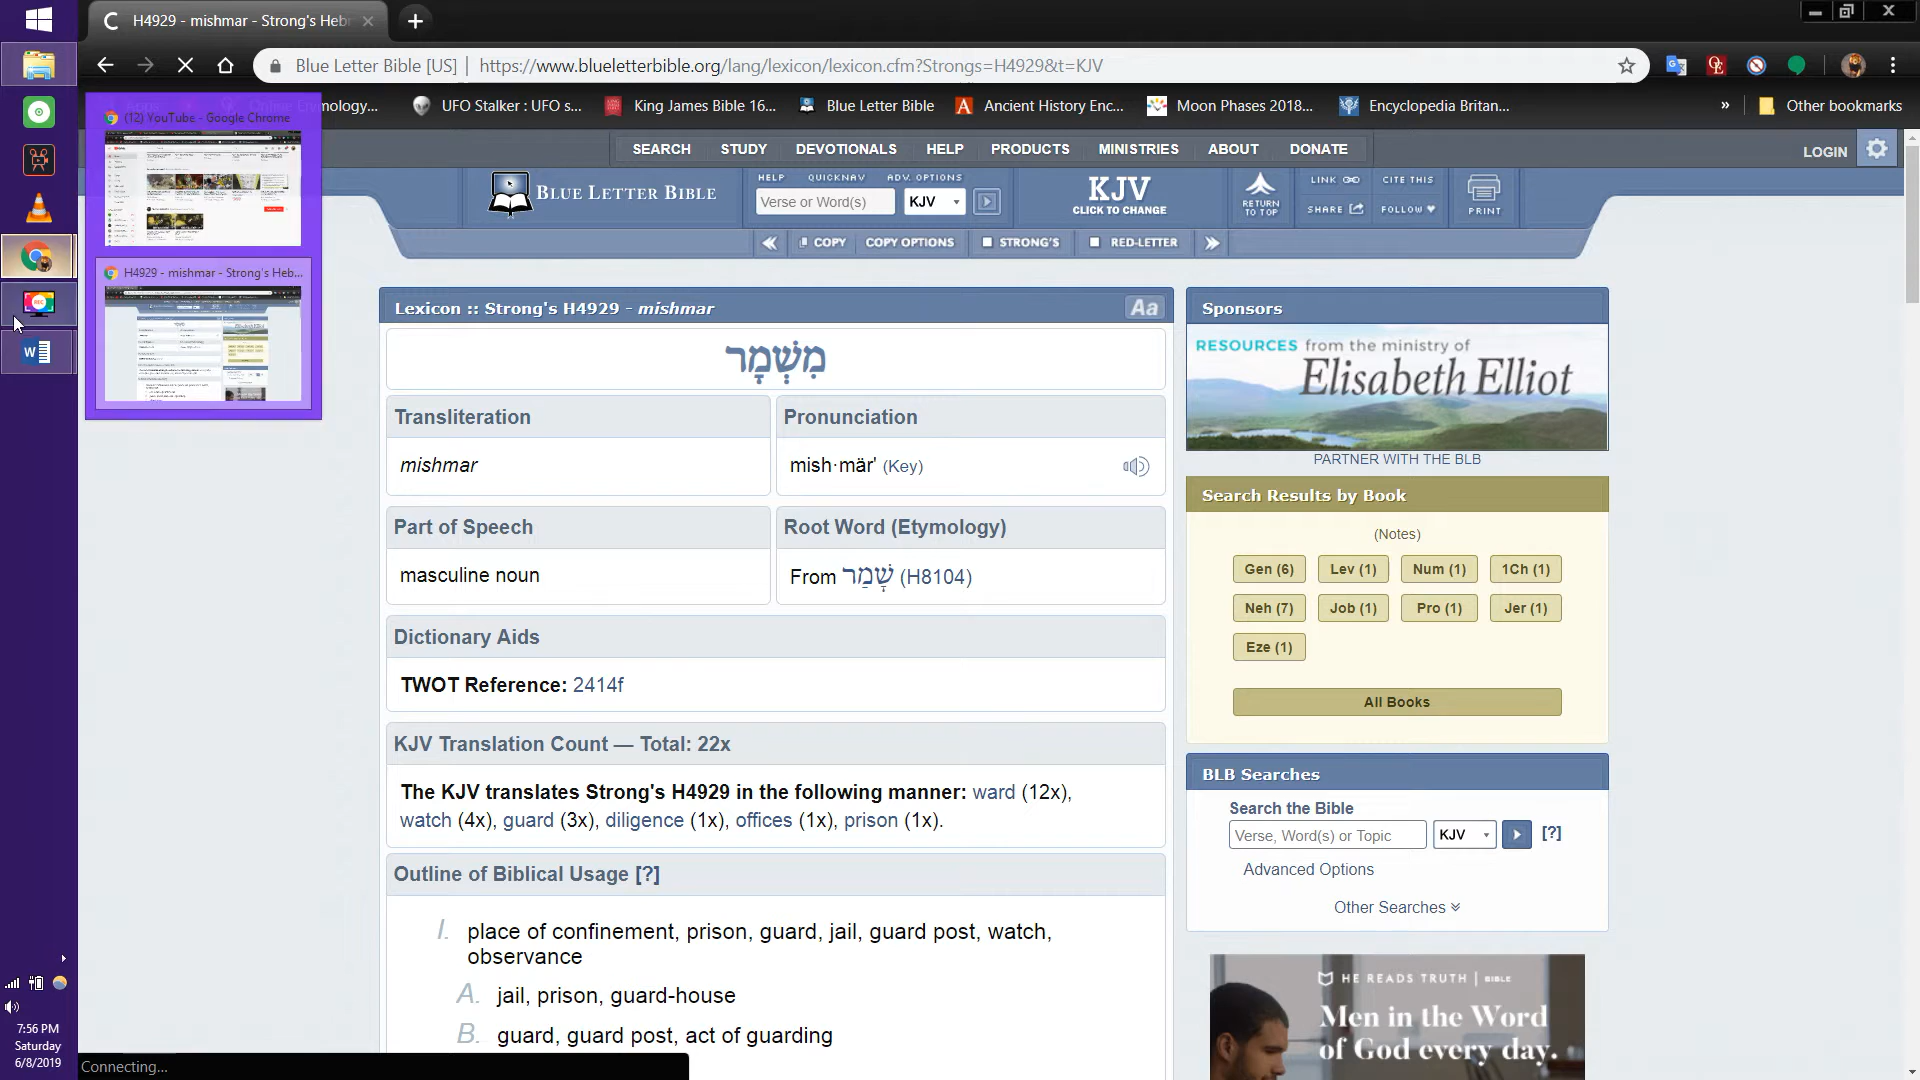 H4929 - mishmar - Strong's Heb
Blue Letter Bible [US] | https://www.blueletterbible.org/lang/lexicon/lexicon.cfm?Strongs=H4929&t=KJV
UFO Stalker : UFO s...
King James Bible 16...
Blue Letter Bible
Ancient History Enc...
Moon Phases 2018...
Encyclopedia Britan...
»
Other bookmarks
(12) YouTube - Google Chrome
H4929 - mishmar - Strong's Heb...
SEARCH STUDY DEVOTIONALS HELP PRODUCTS MINISTRIES ABOUT DONATE
LOGIN
BLUE LETTER BIBLE
HELP QUICKNAV ADV. OPTIONS
Verse or Word(s) KJV
KJV
CLICK TO CHANGE
RETURN
TO TOP
LINK CITE THIS
SHARE FOLLOW
PRINT
COPY COPY OPTIONS STRONG'S RED-LETTER
Lexicon :: Strong's H4929 - mishmar
Aa
מִשְׁמָר
Transliteration
mishmar
Pronunciation
mish·mär' (Key)
Part of Speech
masculine noun
Root Word (Etymology)
From שָׁמַר (H8104)
Dictionary Aids
TWOT Reference: 2414f
KJV Translation Count — Total: 22x
The KJV translates Strong's H4929 in the following manner: ward (12x),
watch (4x), guard (3x), diligence (1x), offices (1x), prison (1x).
Outline of Biblical Usage [?]
I. place of confinement, prison, guard, jail, guard post, watch,
observance
A. jail, prison, guard-house
B. guard, guard post, act of guarding
Sponsors
RESOURCES from the ministry of
Elisabeth Elliot
PARTNER WITH THE BLB
Search Results by Book
(Notes)
Gen (6) Lev (1) Num (1) 1Ch (1)
Neh (7) Job (1) Pro (1) Jer (1)
Eze (1)
All Books
BLB Searches
Search the Bible
Verse, Word(s) or Topic KJV [?]
Advanced Options
Other Searches
HE READS TRUTH | BIBLE
Men in the Word
of God every day.
7:56 PM
Saturday
6/8/2019
Connecting...